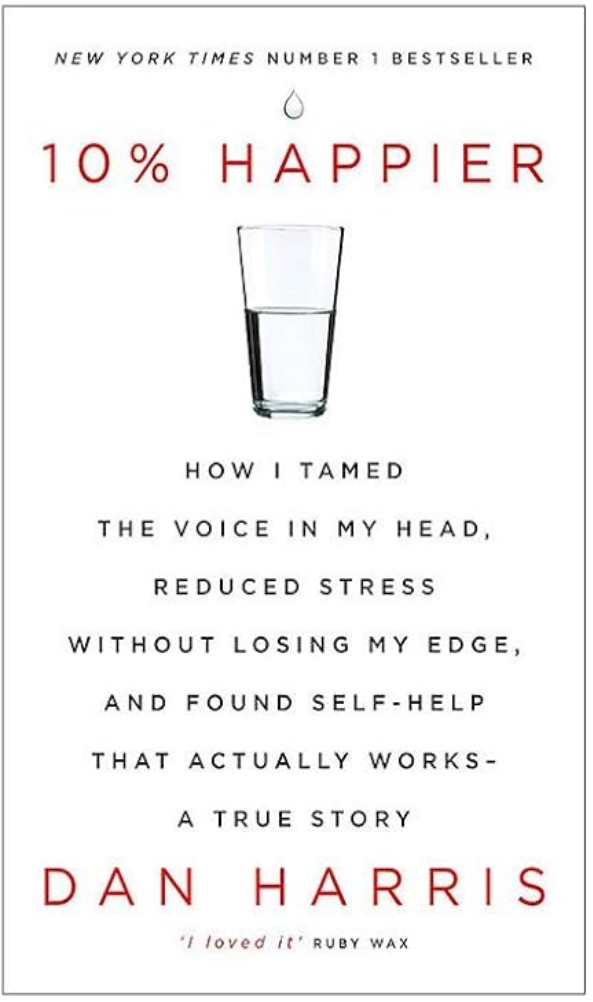 NEW YORK TIMES NUMBER 1 BESTSELLER
10% HAPPIER
HOW I TAMED
THE VOICE IN MY HEAD,
REDUCED STRESS
WITHOUT LOSING MY EDGE,
AND FOUND SELF-HELP
THAT ACTUALLY WORKS–
A TRUE STORY
DAN HARRIS
'I loved it' RUBY WAX